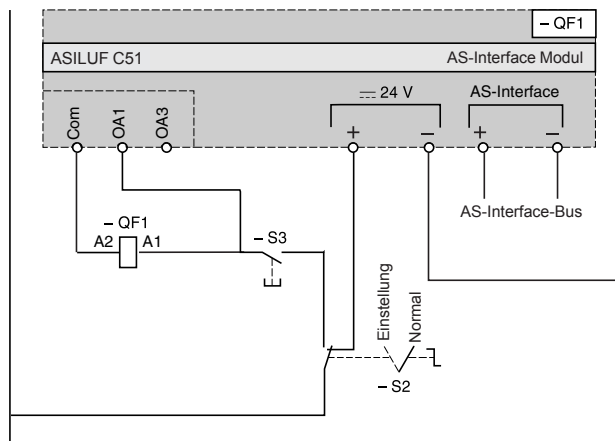 – QF1
ASILUF C51 AS-Interface Modul
Com
OA1
OA3
24 V
AS-Interface
+
–
+
–
AS-Interface-Bus
– QF1
A2 A1
– S3
Einstellung
Normal
– S2